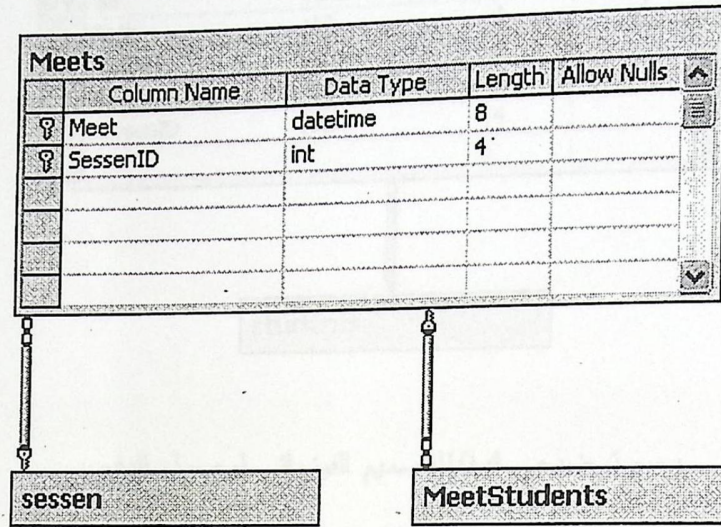 Meets
Column Name Data Type Length Allow Nulls
Meet datetime 8
SessenID int 4
sessen
MeetStudents